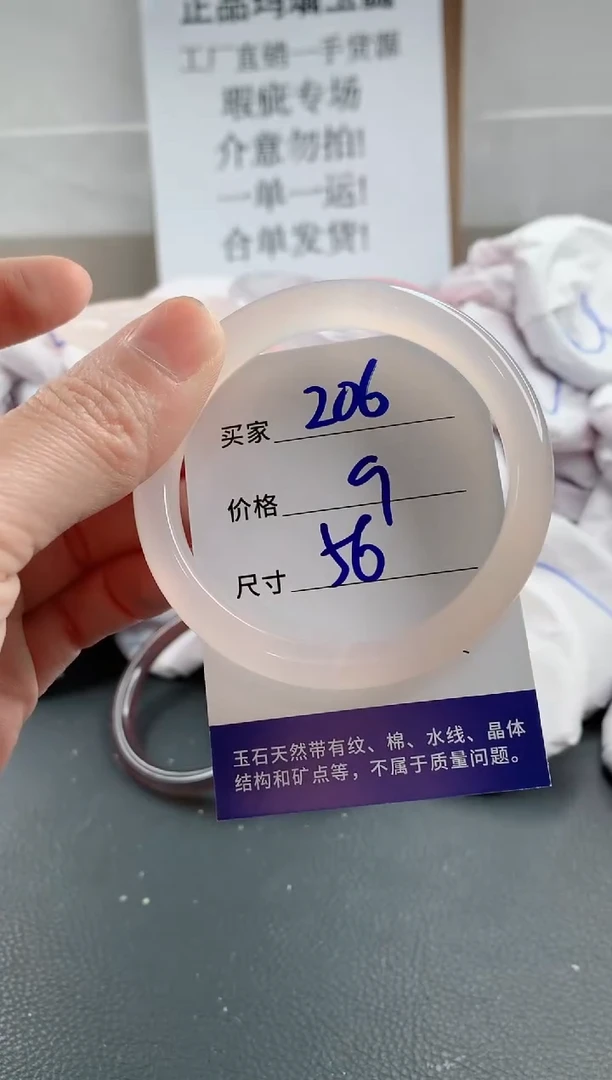 正品玛瑙玉镯
工厂直销一手货源
瑕疵专场
介意勿拍!
一单一运!
合单发货!
买家 206
价格 9
尺寸 56
玉石天然带有纹、棉、水线、晶体
结构和矿点等，不属于质量问题。